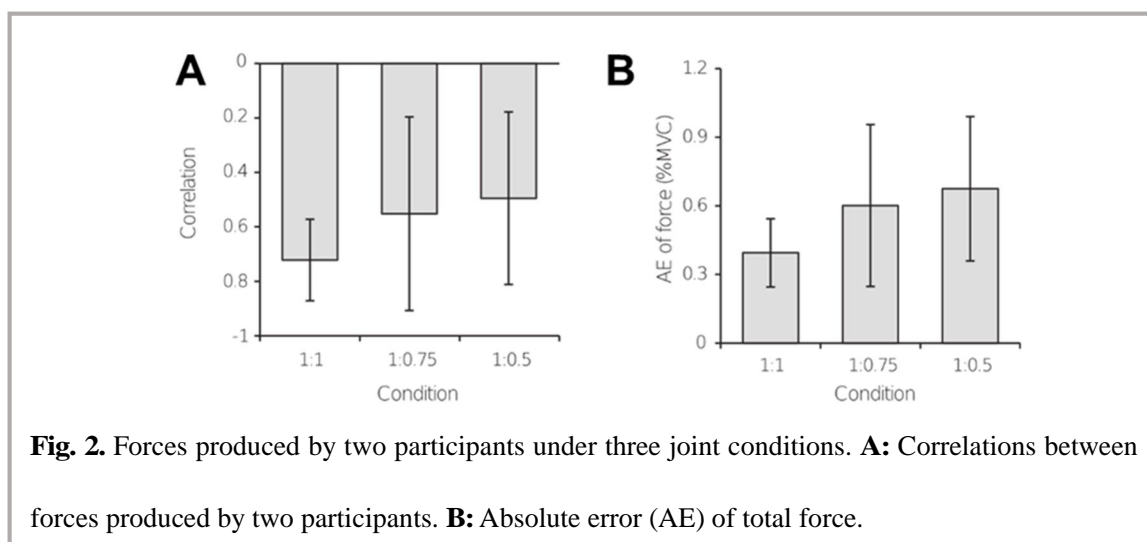 A
0
0.2
0.4
0.6
0.8
-1
Correlation
1:1 1:0.75 1:0.5
Condition
B
1.2
0.9
0.6
0.3
0
AE of force (%MVC)
1:1 1:0.75 1:0.5
Condition
Fig. 2. Forces produced by two participants under three joint conditions. A: Correlations between
forces produced by two participants. B: Absolute error (AE) of total force.